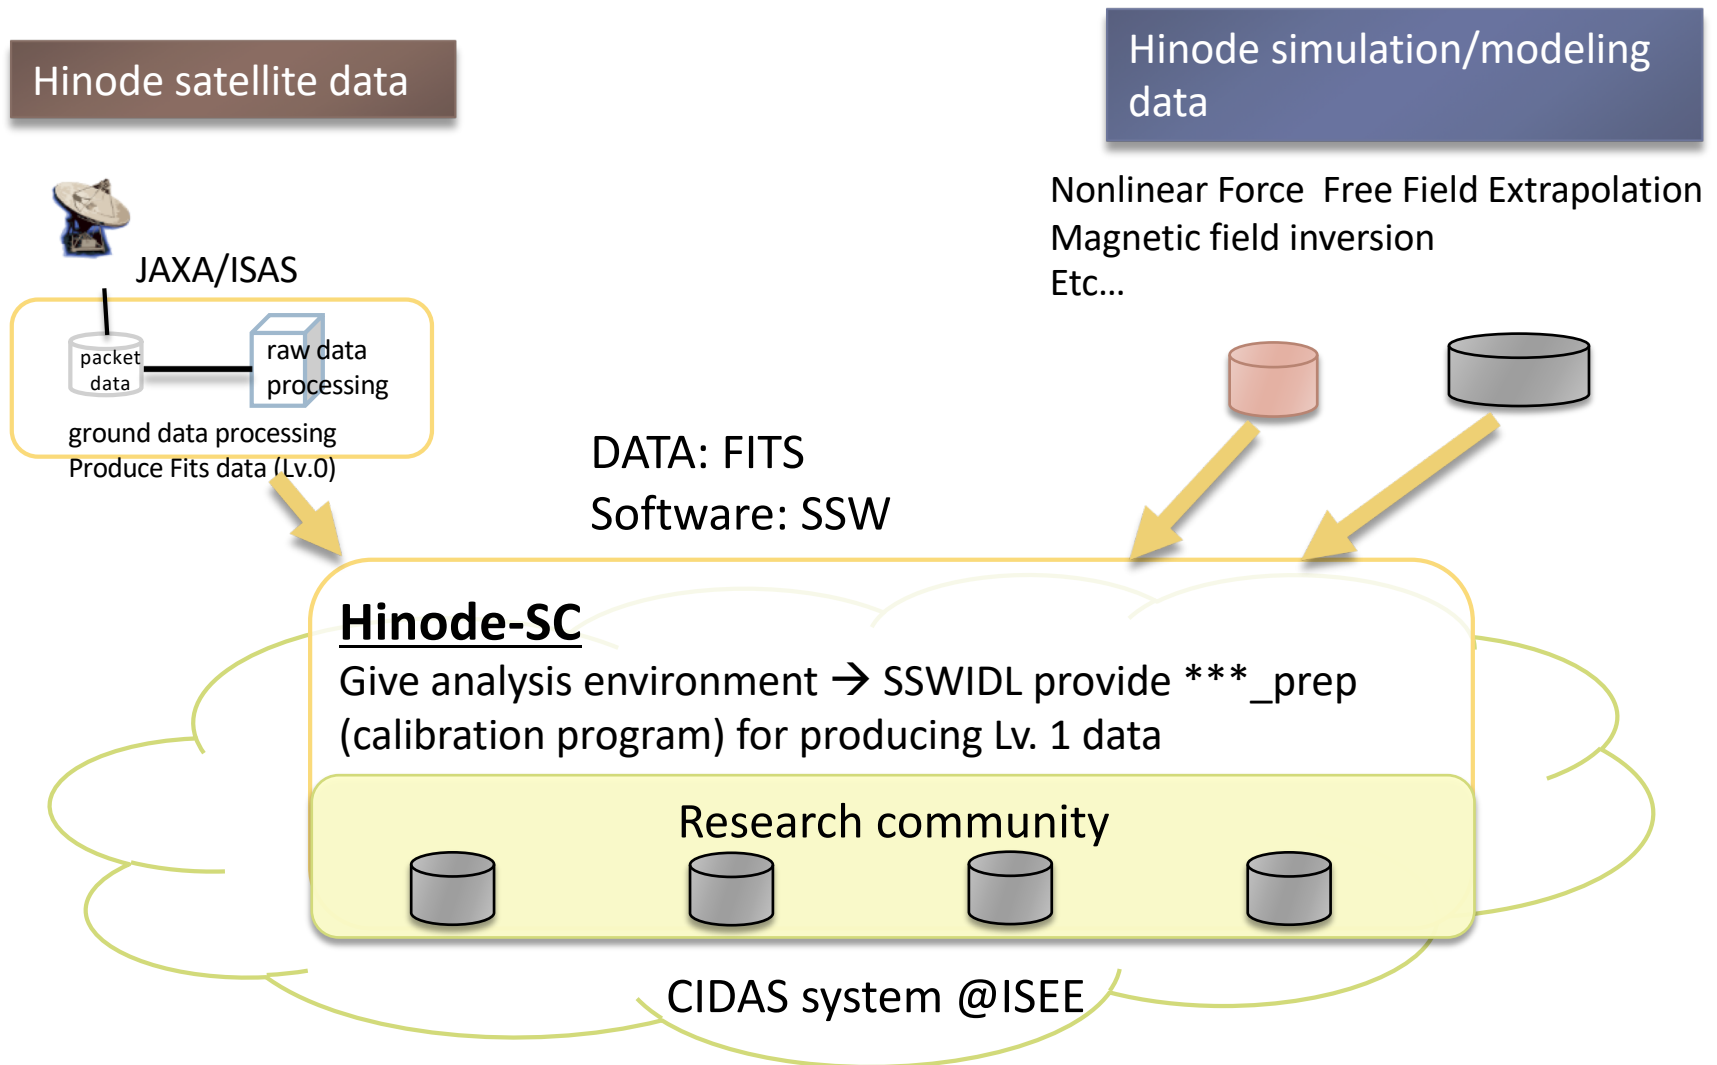 Hinode satellite data
Hinode simulation/modeling
data
Nonlinear Force  Free Field Extrapolation
Magnetic field inversion
Etc…
JAXA/ISAS
packet
data
raw data
processing
ground data processing
Produce Fits data (Lv.0)
DATA: FITS
Software: SSW
Hinode-SC
Give analysis environment → SSWIDL provide ***_prep
(calibration program) for producing Lv. 1 data
Research community
CIDAS system @ISEE